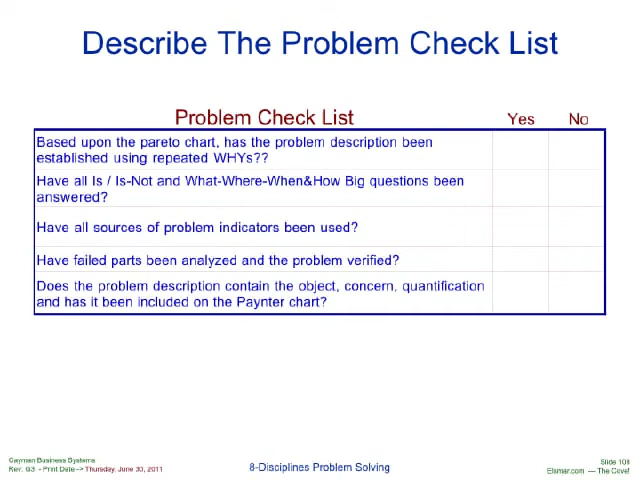 Describe The Problem Check List
Problem Check List Yes No
Based upon the pareto chart, has the problem description been
established using repeated WHYs??
Have all Is / Is-Not and What-Where-When&How Big questions been
answered?
Have all sources of problem indicators been used?
Have failed parts been analyzed and the problem verified?
Does the problem description contain the object, concern, quantification
and has it been included on the Paynter chart?
Cayman Business Systems
Rev: G3 - Print Date -> Thursday, June 30, 2011
8-Disciplines Problem Solving
Slide 108
Elsmar.com --- The Cove!